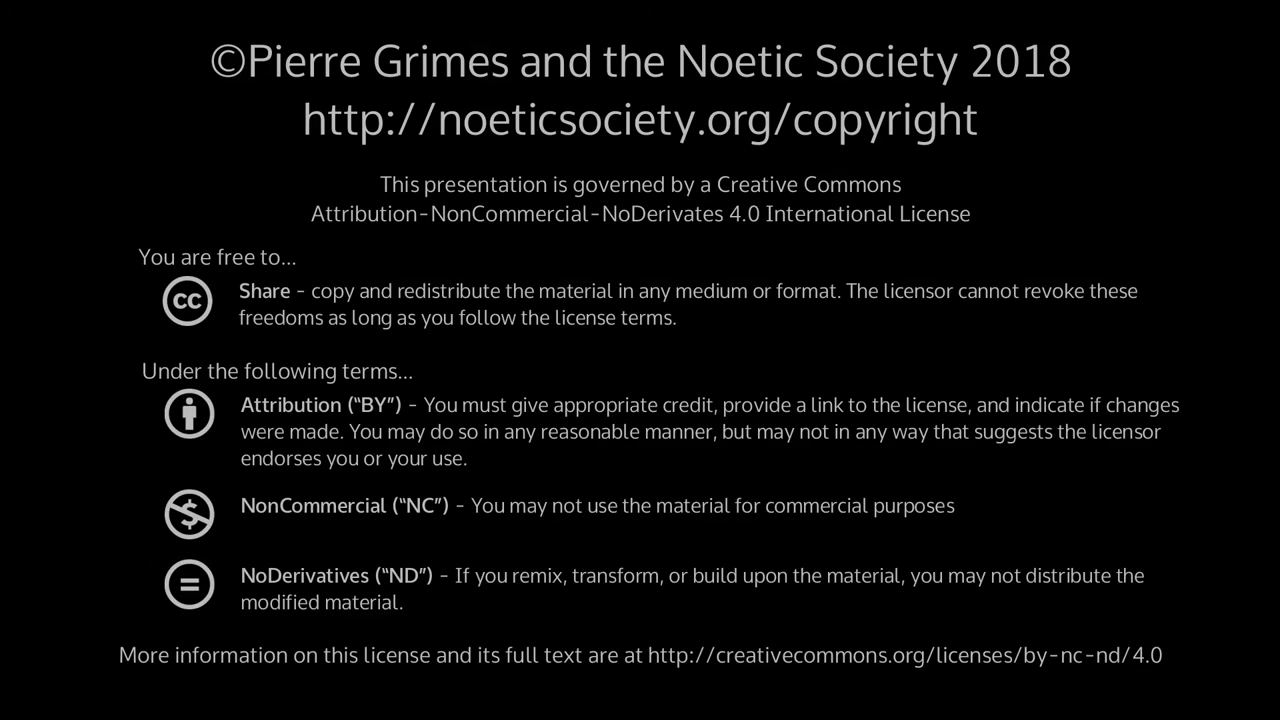 ©Pierre Grimes and the Noetic Society 2018
http://noeticsociety.org/copyright
This presentation is governed by a Creative Commons
Attribution-NonCommercial-NoDerivates 4.0 International License
You are free to...
cc
Share - copy and redistribute the material in any medium or format. The licensor cannot revoke these
freedoms as long as you follow the license terms.
Under the following terms...
Attribution (“BY”) - You must give appropriate credit, provide a link to the license, and indicate if changes
were made. You may do so in any reasonable manner, but may not in any way that suggests the licensor
endorses you or your use.
$
NonCommercial (“NC”) - You may not use the material for commercial purposes
=
NoDerivatives (“ND”) - If you remix, transform, or build upon the material, you may not distribute the
modified material.
More information on this license and its full text are at http://creativecommons.org/licenses/by-nc-nd/4.0